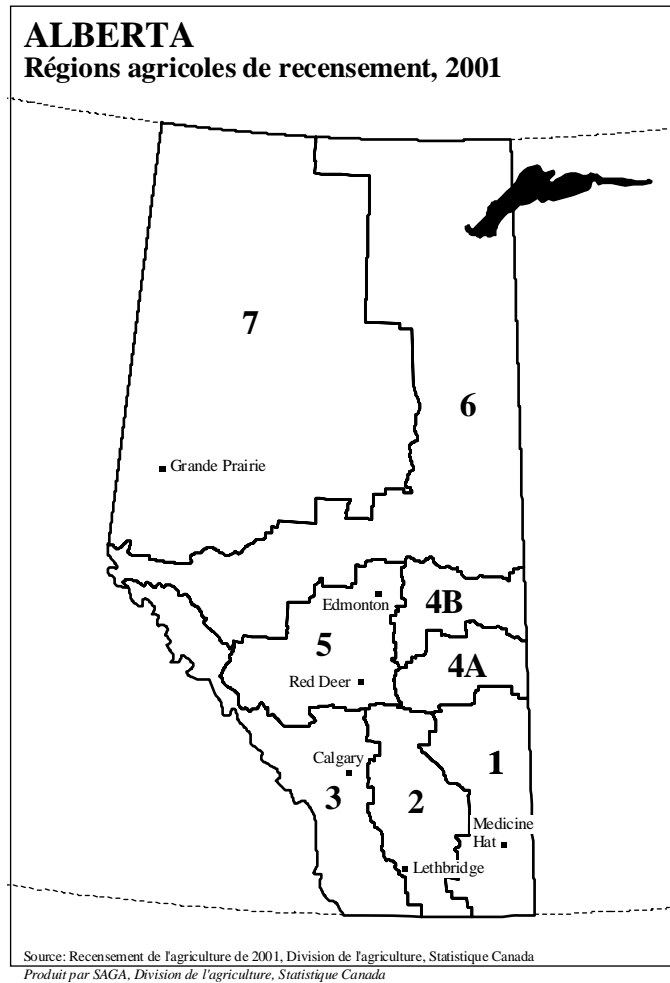 ALBERTA
Régions agricoles de recensement, 2001
7
6
Grande Prairie
Edmonton
4B
5
4A
Red Deer
1
Calgary
3
2
Medicine
Hat
Lethbridge
Source: Recensement de l'agriculture de 2001, Division de l'agriculture, Statistique Canada
Produit par SAGA, Division de l'agriculture, Statistique Canada